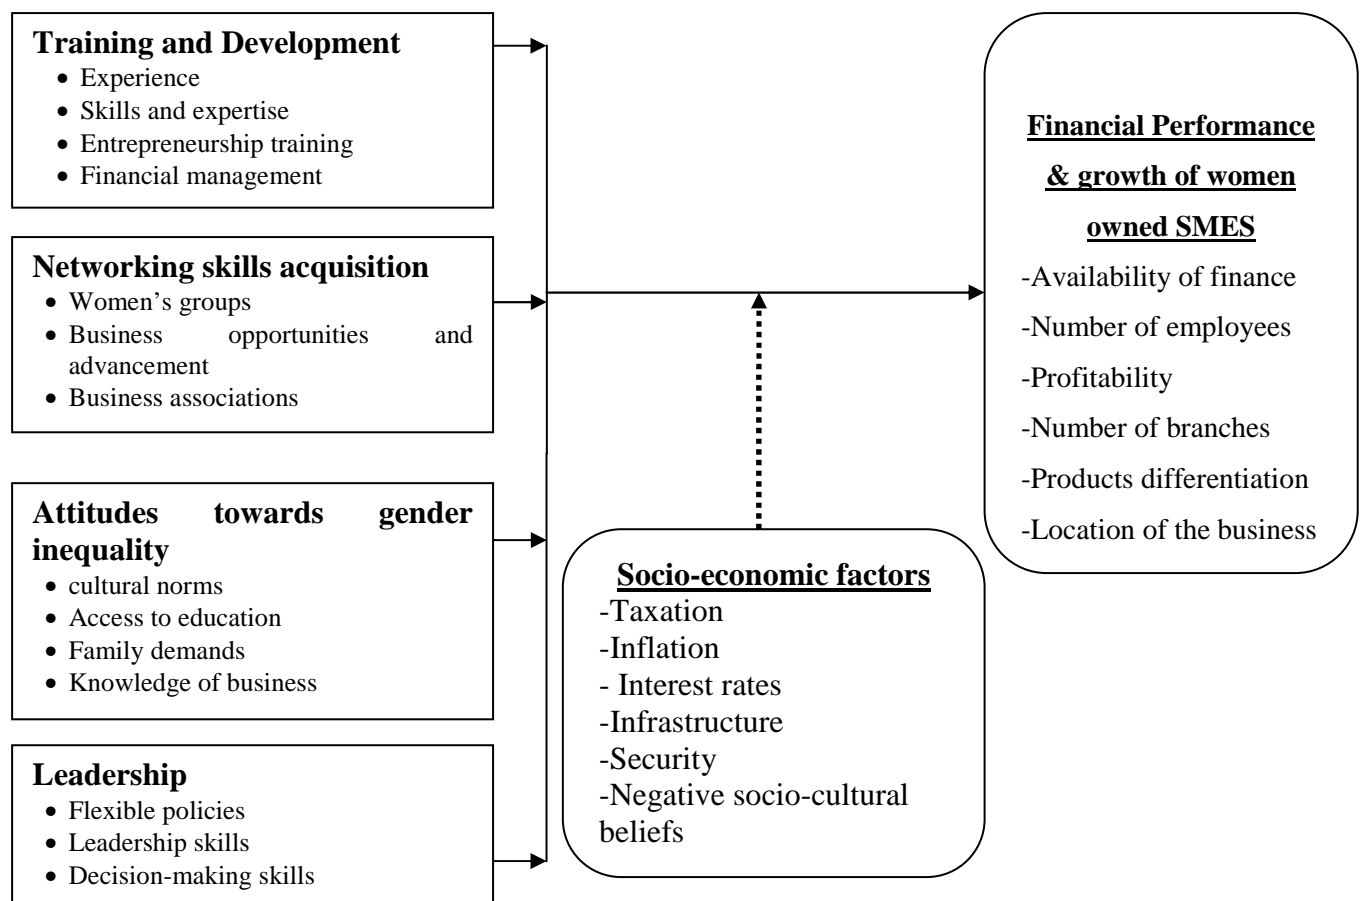 Training and Development
• Experience
• Skills and expertise
• Entrepreneurship training
• Financial management
Networking skills acquisition
• Women’s groups
• Business opportunities and
advancement
• Business associations
Attitudes towards gender
inequality
• cultural norms
• Access to education
• Family demands
• Knowledge of business
Leadership
• Flexible policies
• Leadership skills
• Decision-making skills
Socio-economic factors
-Taxation
-Inflation
- Interest rates
-Infrastructure
-Security
-Negative socio-cultural
beliefs
Financial Performance
& growth of women
owned SMES
-Availability of finance
-Number of employees
-Profitability
-Number of branches
-Products differentiation
-Location of the business